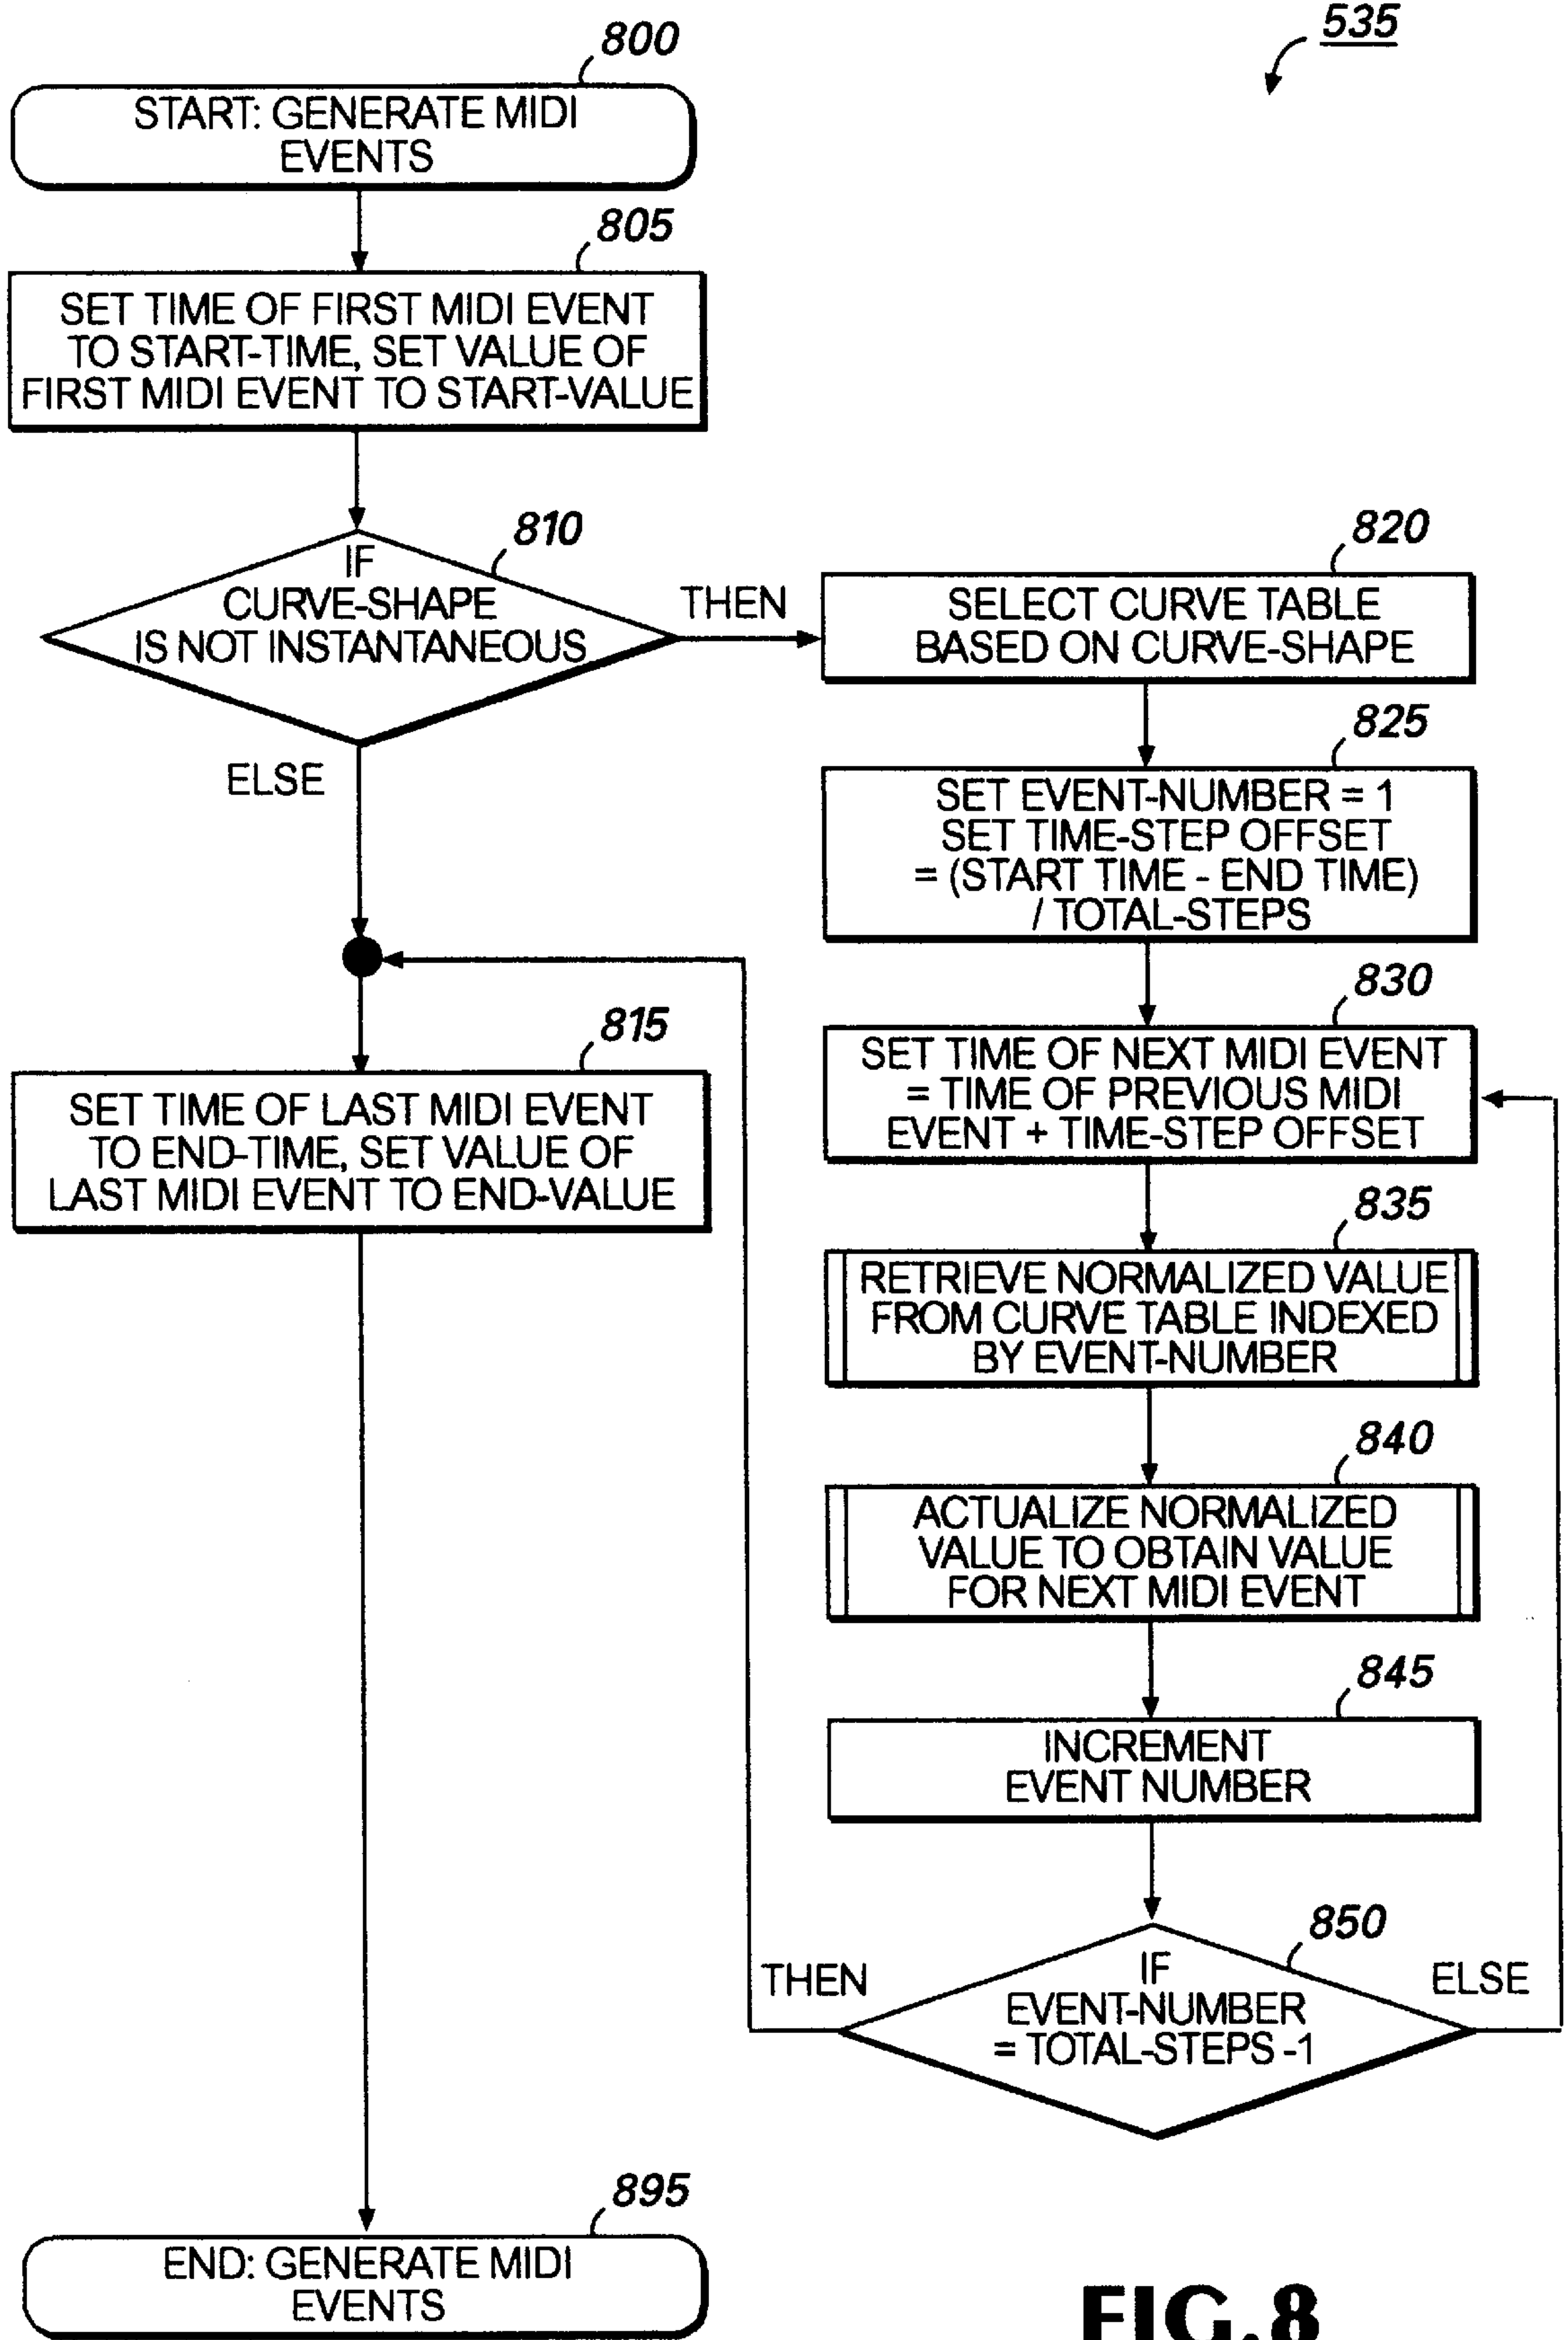 535
800
START: GENERATE MIDI
EVENTS
805
SET TIME OF FIRST MIDI EVENT
TO START-TIME, SET VALUE OF
FIRST MIDI EVENT TO START-VALUE
810
IF
CURVE-SHAPE
IS NOT INSTANTANEOUS
THEN
ELSE
820
SELECT CURVE TABLE
BASED ON CURVE-SHAPE
825
SET EVENT-NUMBER = 1
SET TIME-STEP OFFSET
= (START TIME - END TIME)
/ TOTAL-STEPS
830
SET TIME OF NEXT MIDI EVENT
= TIME OF PREVIOUS MIDI
EVENT + TIME-STEP OFFSET
815
SET TIME OF LAST MIDI EVENT
TO END-TIME, SET VALUE OF
LAST MIDI EVENT TO END-VALUE
835
RETRIEVE NORMALIZED VALUE
FROM CURVE TABLE INDEXED
BY EVENT-NUMBER
840
ACTUALIZE NORMALIZED
VALUE TO OBTAIN VALUE
FOR NEXT MIDI EVENT
845
INCREMENT
EVENT NUMBER
850
IF
EVENT-NUMBER
= TOTAL-STEPS -1
THEN
ELSE
895
END: GENERATE MIDI
EVENTS
FIG.8